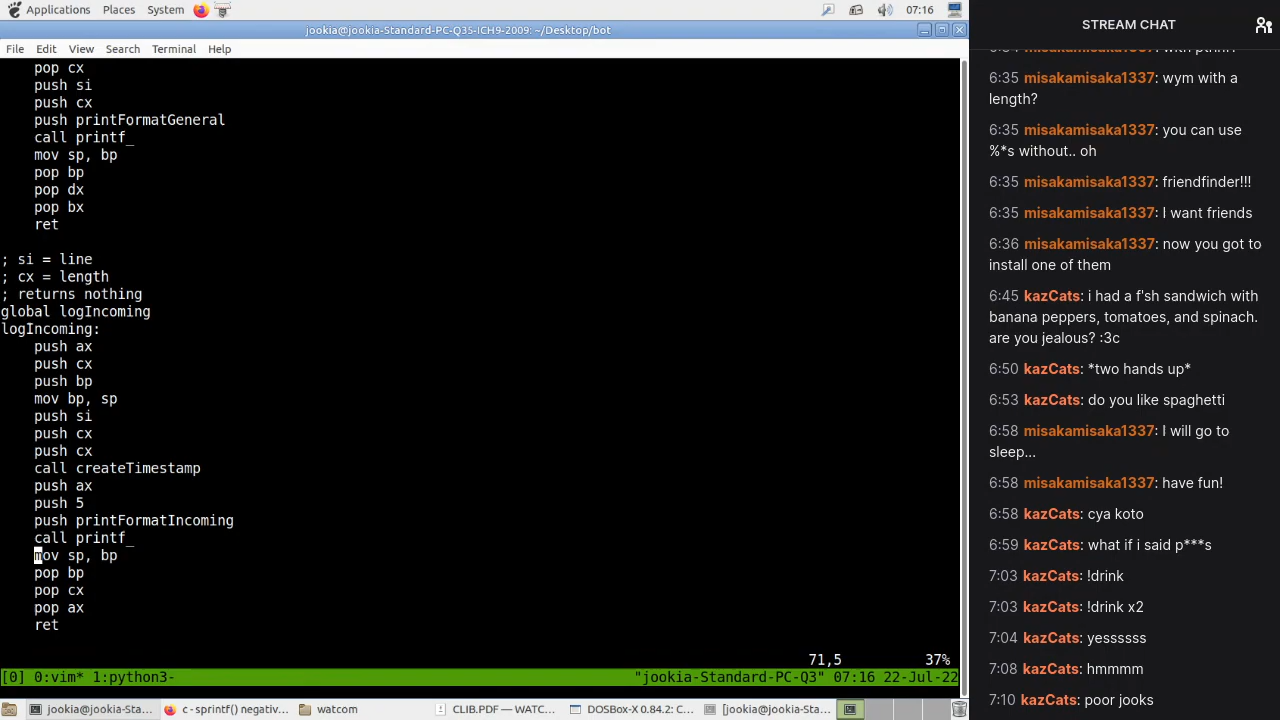 Applications Places System 07:16
jookia@jookia-Standard-PC-Q35-ICH9-2009: ~/Desktop/bot
File Edit View Search Terminal Help
pop cx
push si
push cx
push printFormatGeneral
call printf_
mov sp, bp
pop bp
pop dx
pop bx
ret
; si = line
; cx = length
; returns nothing
global logIncoming
logIncoming:
push ax
push cx
push bp
mov bp, sp
push si
push cx
push cx
call createTimestamp
push ax
push 5
push printFormatIncoming
call printf_
mov sp, bp
pop bp
pop cx
pop ax
ret
71,5 37%
[0] 0:vim* 1:python3- "jookia-Standard-PC-Q3" 07:16 22-Jul-22
jookia@jookia-Sta... c - sprintf() negativ... watcom CLIB.PDF — WATC... DOSBox-X 0.84.2: C... [jookia@jookia-Sta...
STREAM CHAT
6:35 misakamisaka1337: wym with a
length?
6:35 misakamisaka1337: you can use
%*s without.. oh
6:35 misakamisaka1337: friendfinder!!!
6:35 misakamisaka1337: I want friends
6:36 misakamisaka1337: now you got to
install one of them
6:45 kazCats: i had a f'sh sandwich with
banana peppers, tomatoes, and spinach.
are you jealous? :3c
6:50 kazCats: *two hands up*
6:53 kazCats: do you like spaghetti
6:58 misakamisaka1337: I will go to
sleep...
6:58 misakamisaka1337: have fun!
6:58 kazCats: cya koto
6:59 kazCats: what if i said p***s
7:03 kazCats: !drink
7:03 kazCats: !drink x2
7:04 kazCats: yessssss
7:08 kazCats: hmmmm
7:10 kazCats: poor jooks